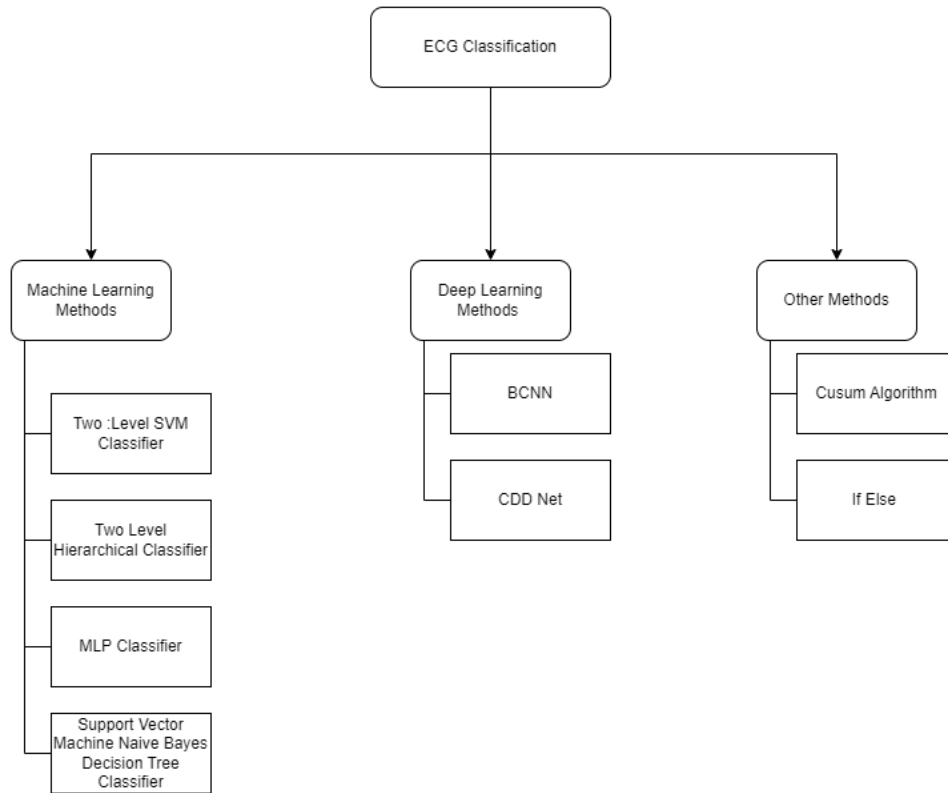 ECG Classification
Machine Learning
Methods
Deep Learning
Methods
Other Methods
Two :Level SVM
Classifier
Two Level
Hierarchical Classifier
MLP Classifier
Support Vector
Machine Naive Bayes
Decision Tree
Classifier
BCNN
CDD Net
Cusum Algorithm
If Else